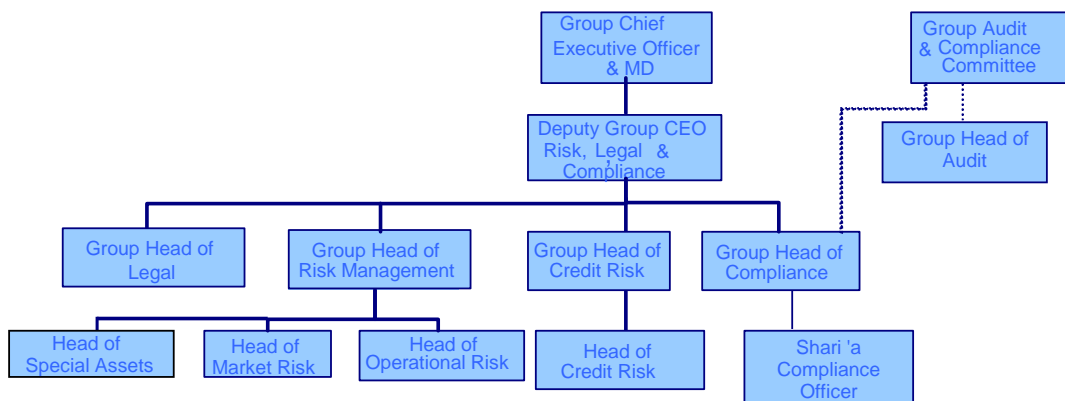 Group Chief
Executive Officer
& MD
Group Audit
& Compliance
Committee
Deputy Group CEO
Risk, Legal &
Compliance
Group Head of
Audit
Group Head of
Legal
Group Head of
Risk Management
Group Head of
Credit Risk
Group Head of
Compliance
Head of
Special Assets
Head of
Market Risk
Head of
Operational Risk
Head of
Credit Risk
Shari 'a
Compliance
Officer